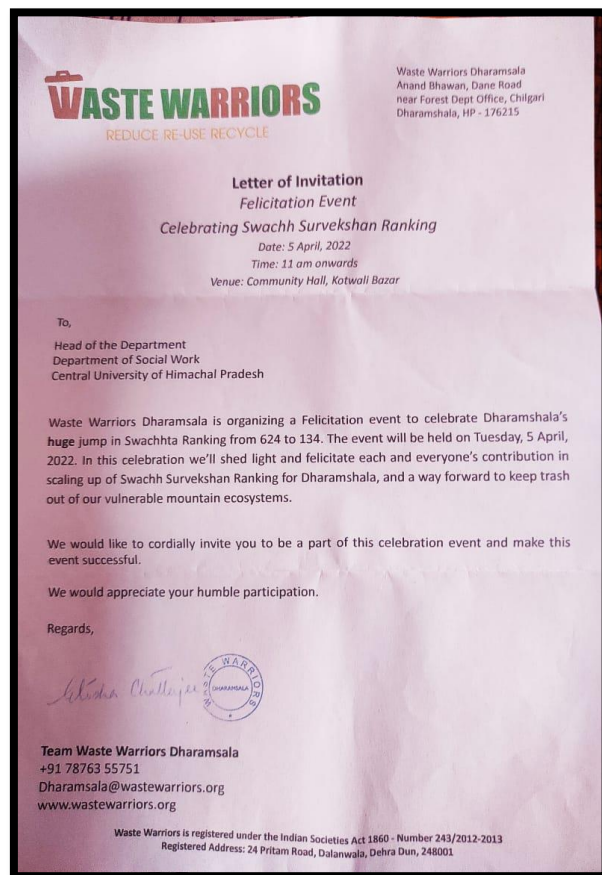 WASTE WARRIORS
REDUCE RE-USE RECYCLE
Waste Warriors Dharamsala
Anand Bhawan, Dane Road
near Forest Dept Office, Chilgari
Dharamshala, HP - 176215
Letter of Invitation
Felicitation Event
Celebrating Swachh Survekshan Ranking
Date: 5 April, 2022
Time: 11 am onwards
Venue: Community Hall, Kotwali Bazar
To,
Head of the Department
Department of Social Work
Central University of Himachal Pradesh
Waste Warriors Dharamsala is organizing a Felicitation event to celebrate Dharamshala's
huge jump in Swachhta Ranking from 624 to 134. The event will be held on Tuesday, 5 April,
2022. In this celebration we'll shed light and felicitate each and everyone's contribution in
scaling up of Swachh Survekshan Ranking for Dharamshala, and a way forward to keep trash
out of our vulnerable mountain ecosystems.
We would like to cordially invite you to be a part of this celebration event and make this
event successful.
We would appreciate your humble participation.
Regards,
Chatterjee
WASTE WARRIORS
DHARAMSALA
Team Waste Warriors Dharamsala
+91 78763 55751
Dharamsala@wastewarriors.org
www.wastewarriors.org
Waste Warriors is registered under the Indian Societies Act 1860 - Number 243/2012-2013
Registered Address: 24 Pritam Road, Dalanwala, Dehra Dun, 248001